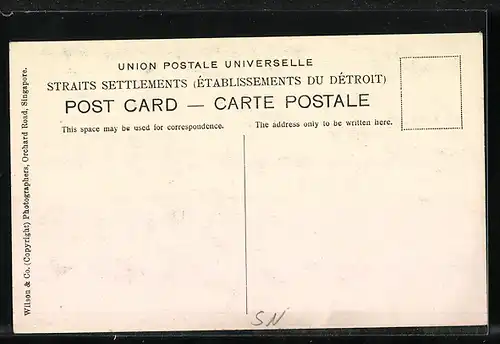 UNION POSTALE UNIVERSELLE
STRAITS SETTLEMENTS (ÉTABLISSEMENTS DU DÉTROIT)
POST CARD — CARTE POSTALE
This space may be used for correspondence.
The address only to be written here.
Wilson & Co. (Copyright) Photographers, Orchard Road, Singapore.
SN